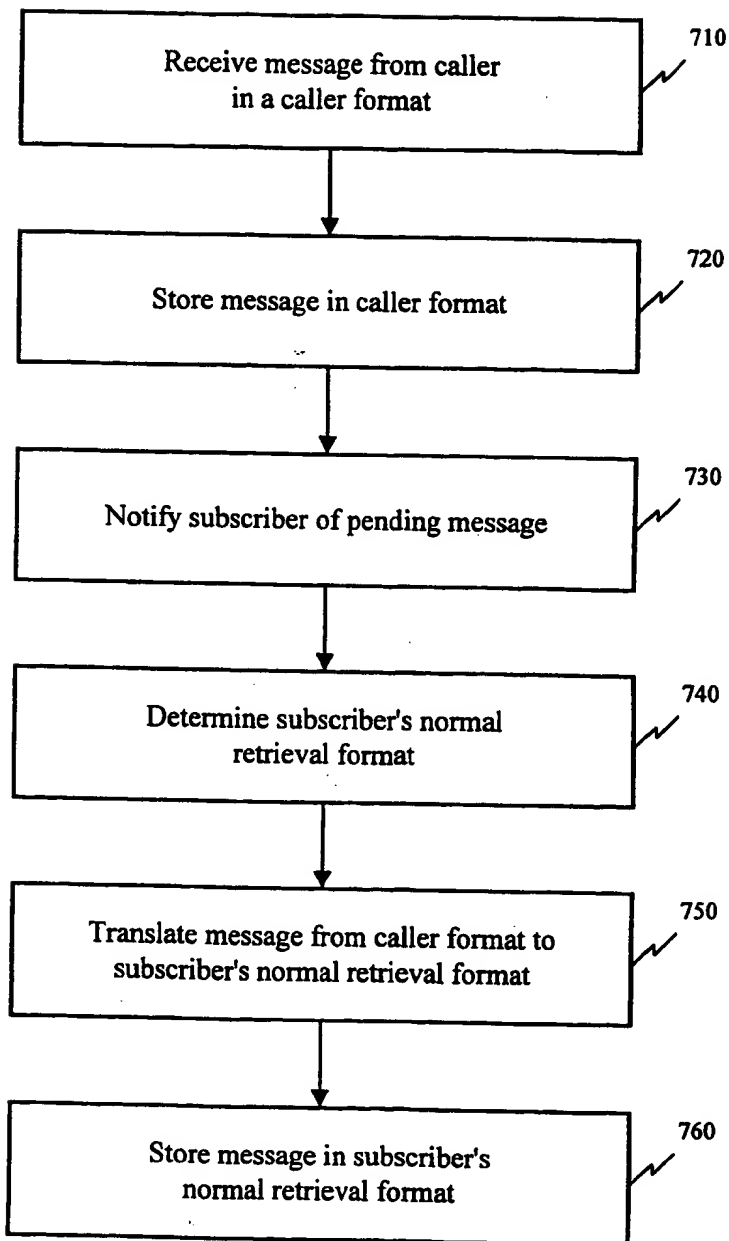 710
Receive message from caller
in a caller format
720
Store message in caller format
730
Notify subscriber of pending message
740
Determine subscriber's normal
retrieval format
750
Translate message from caller format to
subscriber's normal retrieval format
760
Store message in subscriber's
normal retrieval format